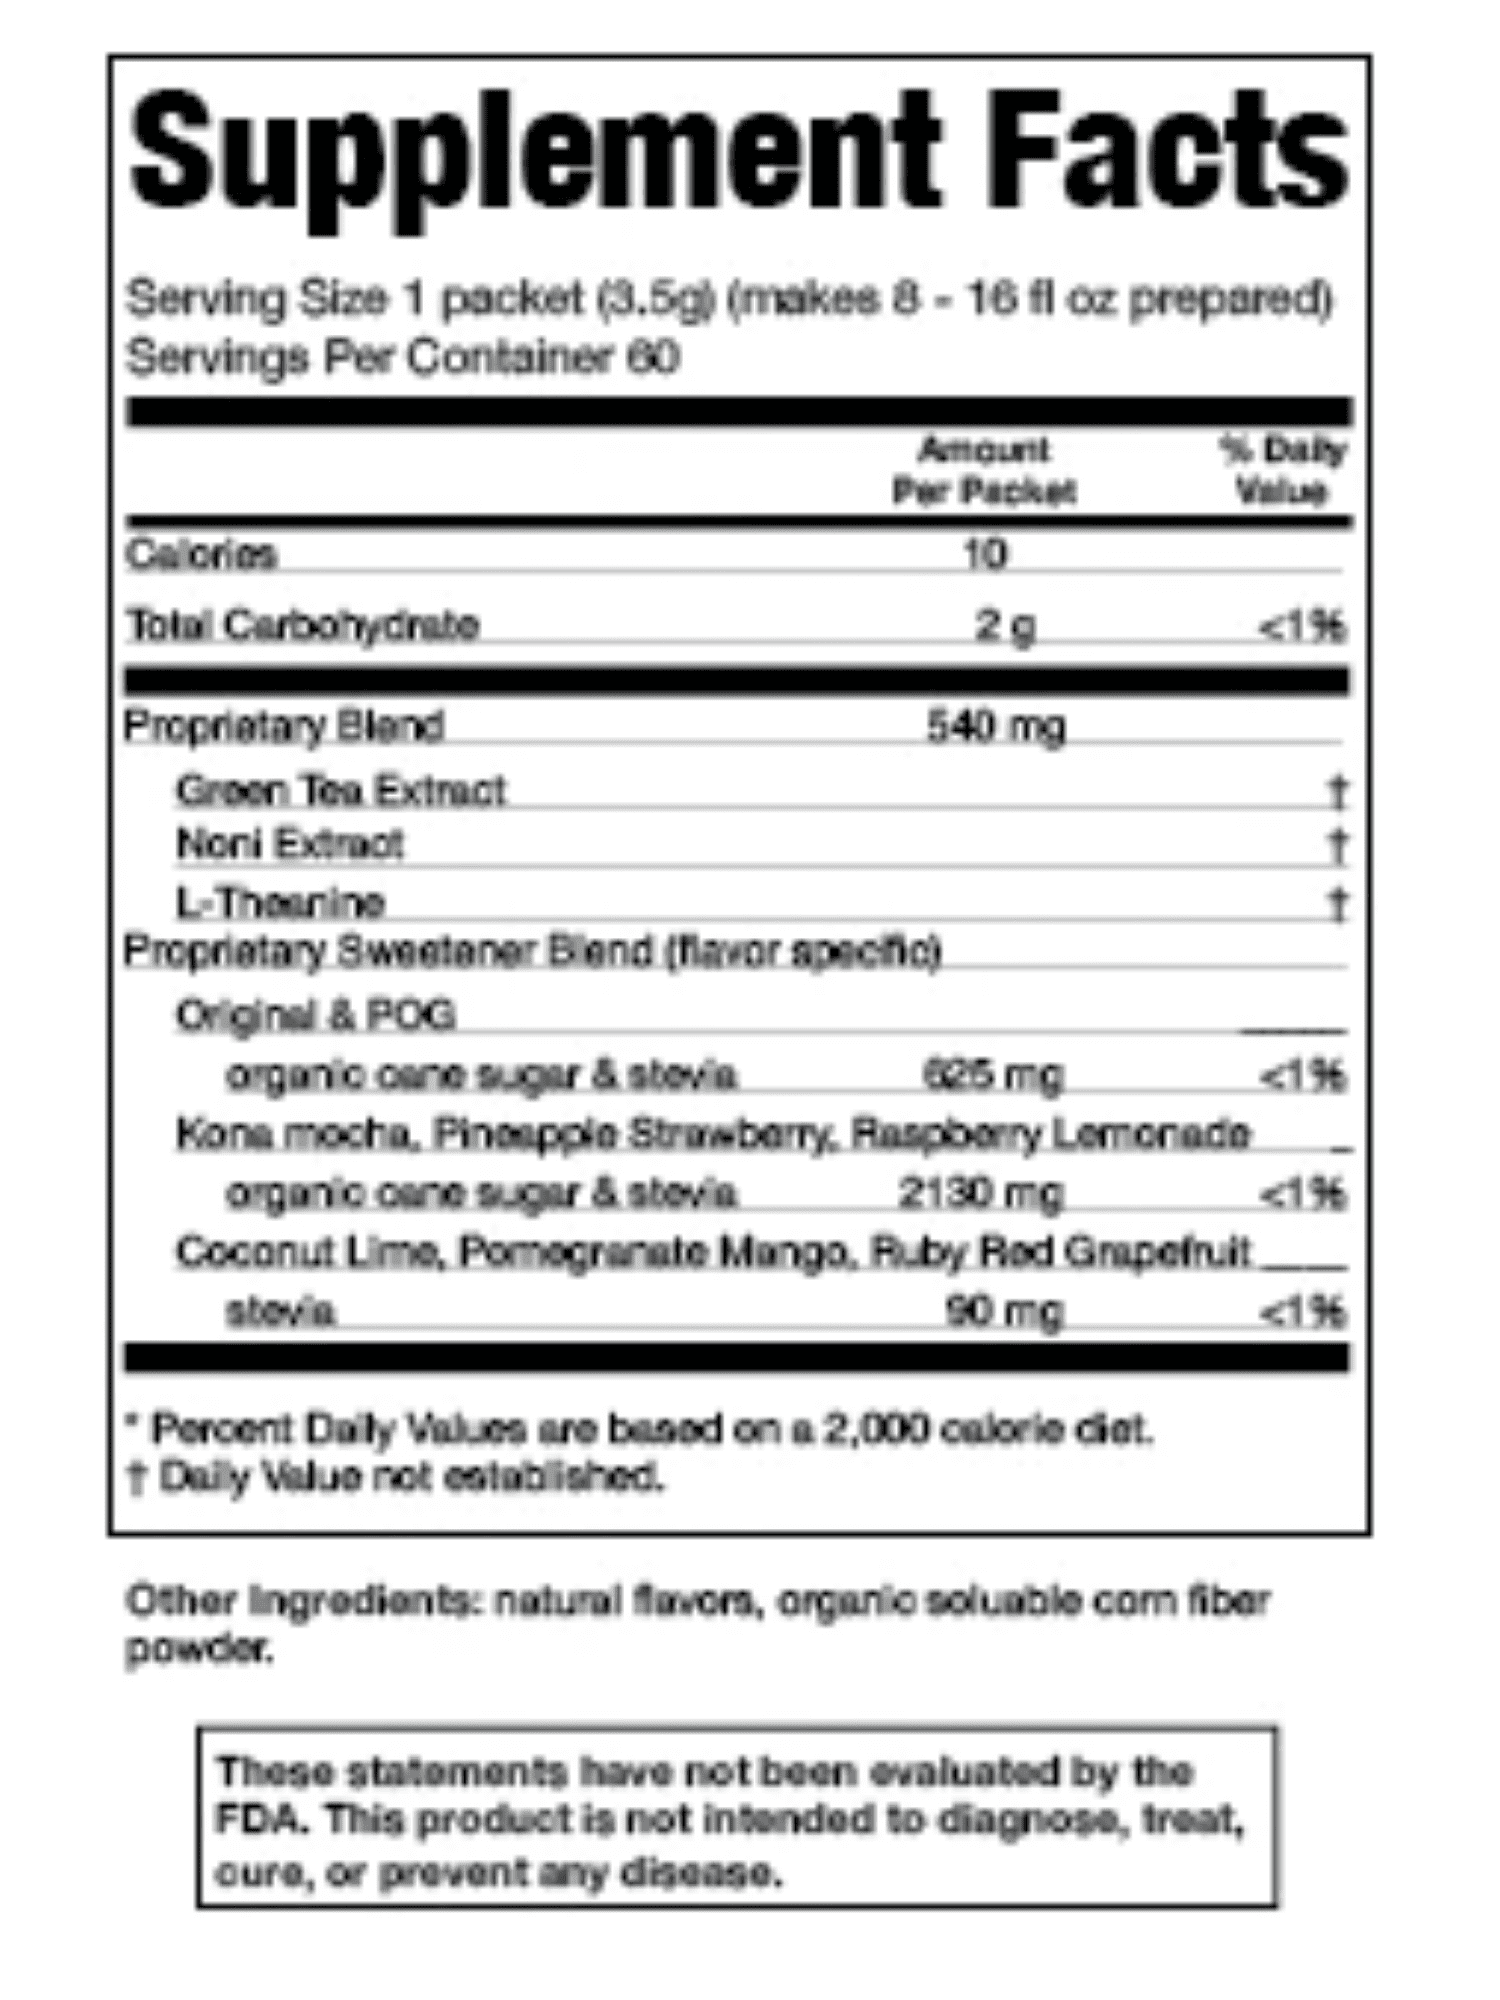 Supplement Facts
Serving Size 1 packet (3.5g) (makes 8 - 16 fl oz prepared)
Servings Per Container 60
Amount Per Packet % Daily Value
Calories 10
Total Carbohydrate 2 g <1%
Proprietary Blend 540 mg
Green Tea Extract †
Noni Extract †
L-Theanine †
Proprietary Sweetener Blend (flavor specific)
Original & POG
organic cane sugar & stevia 625 mg <1%
Kona mocha, Pineapple Strawberry, Raspberry Lemonade
organic cane sugar & stevia 2130 mg <1%
Coconut Lime, Pomegranate Mango, Ruby Red Grapefruit
stevia 90 mg <1%
* Percent Daily Values are based on a 2,000 calorie diet.
† Daily Value not established.
Other Ingredients: natural flavors, organic soluable corn fiber
powder.
These statements have not been evaluated by the
FDA. This product is not intended to diagnose, treat,
cure, or prevent any disease.